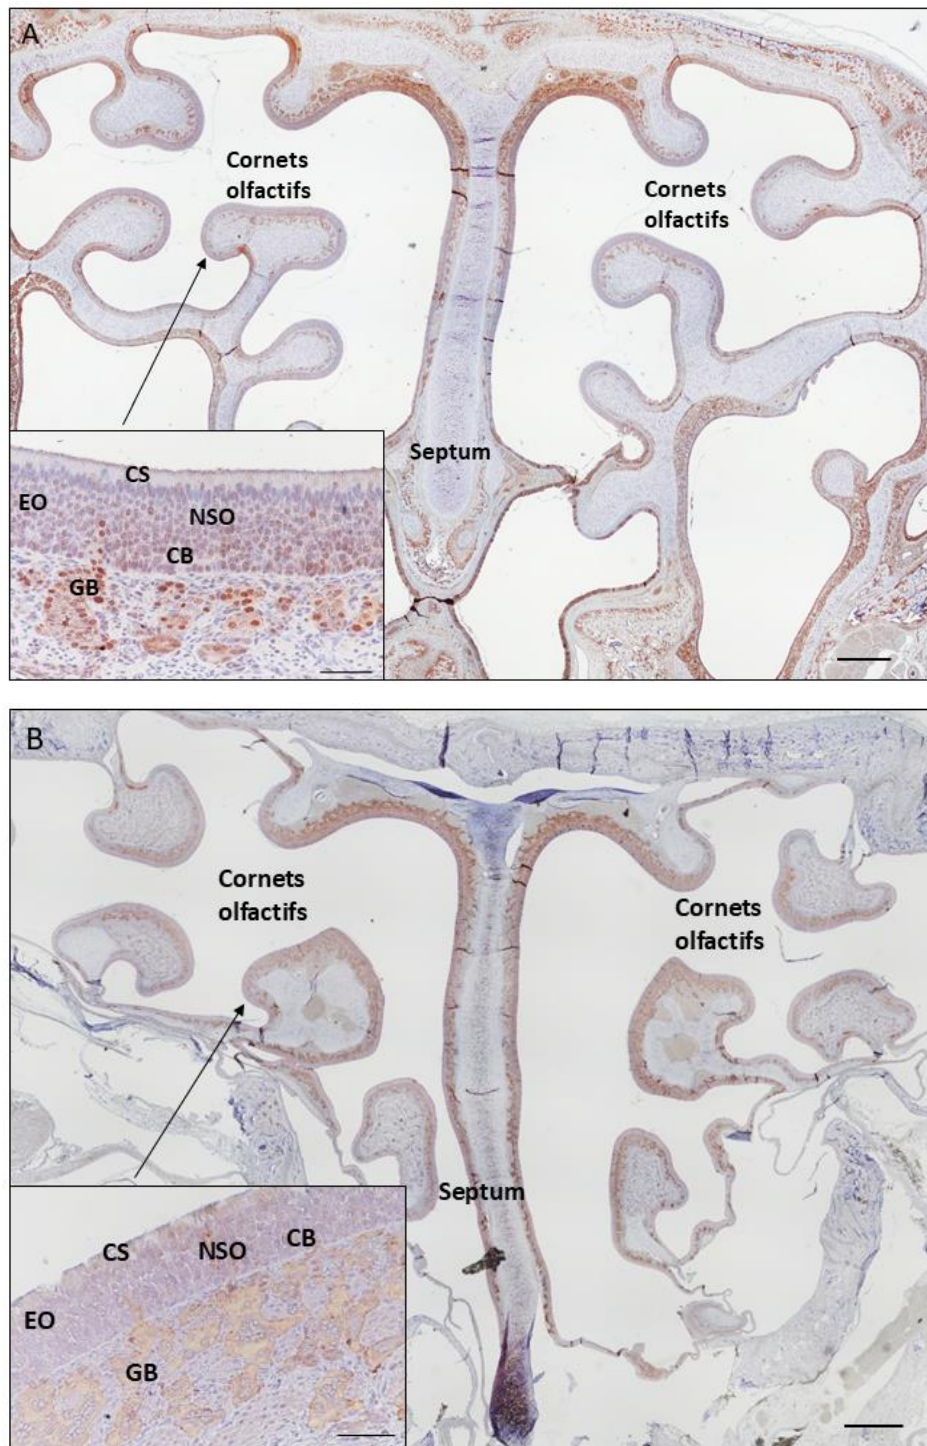 A
Cornets
olfactifs
Cornets
olfactifs
Septum
CS
EO
NSO
CB
GB
B
Cornets
olfactifs
Cornets
olfactifs
Septum
CS
NSO
CB
EO
GB